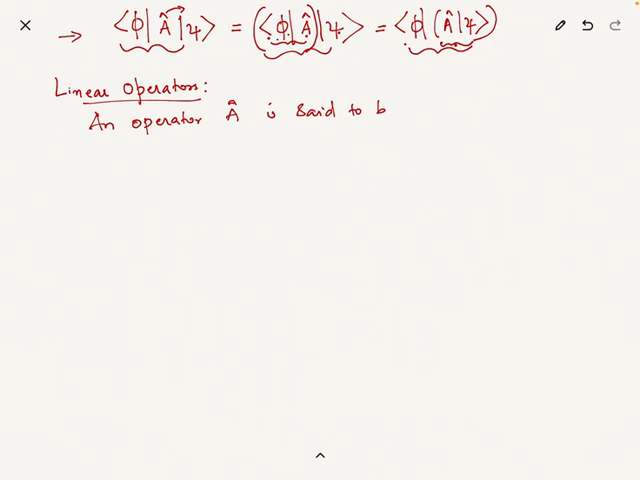 → ⟨ϕ| Â |ψ⟩ = (⟨ϕ| Â) |ψ⟩ = ⟨ϕ| (Â |ψ⟩)
Linear Operators:
An operator Â is said to b